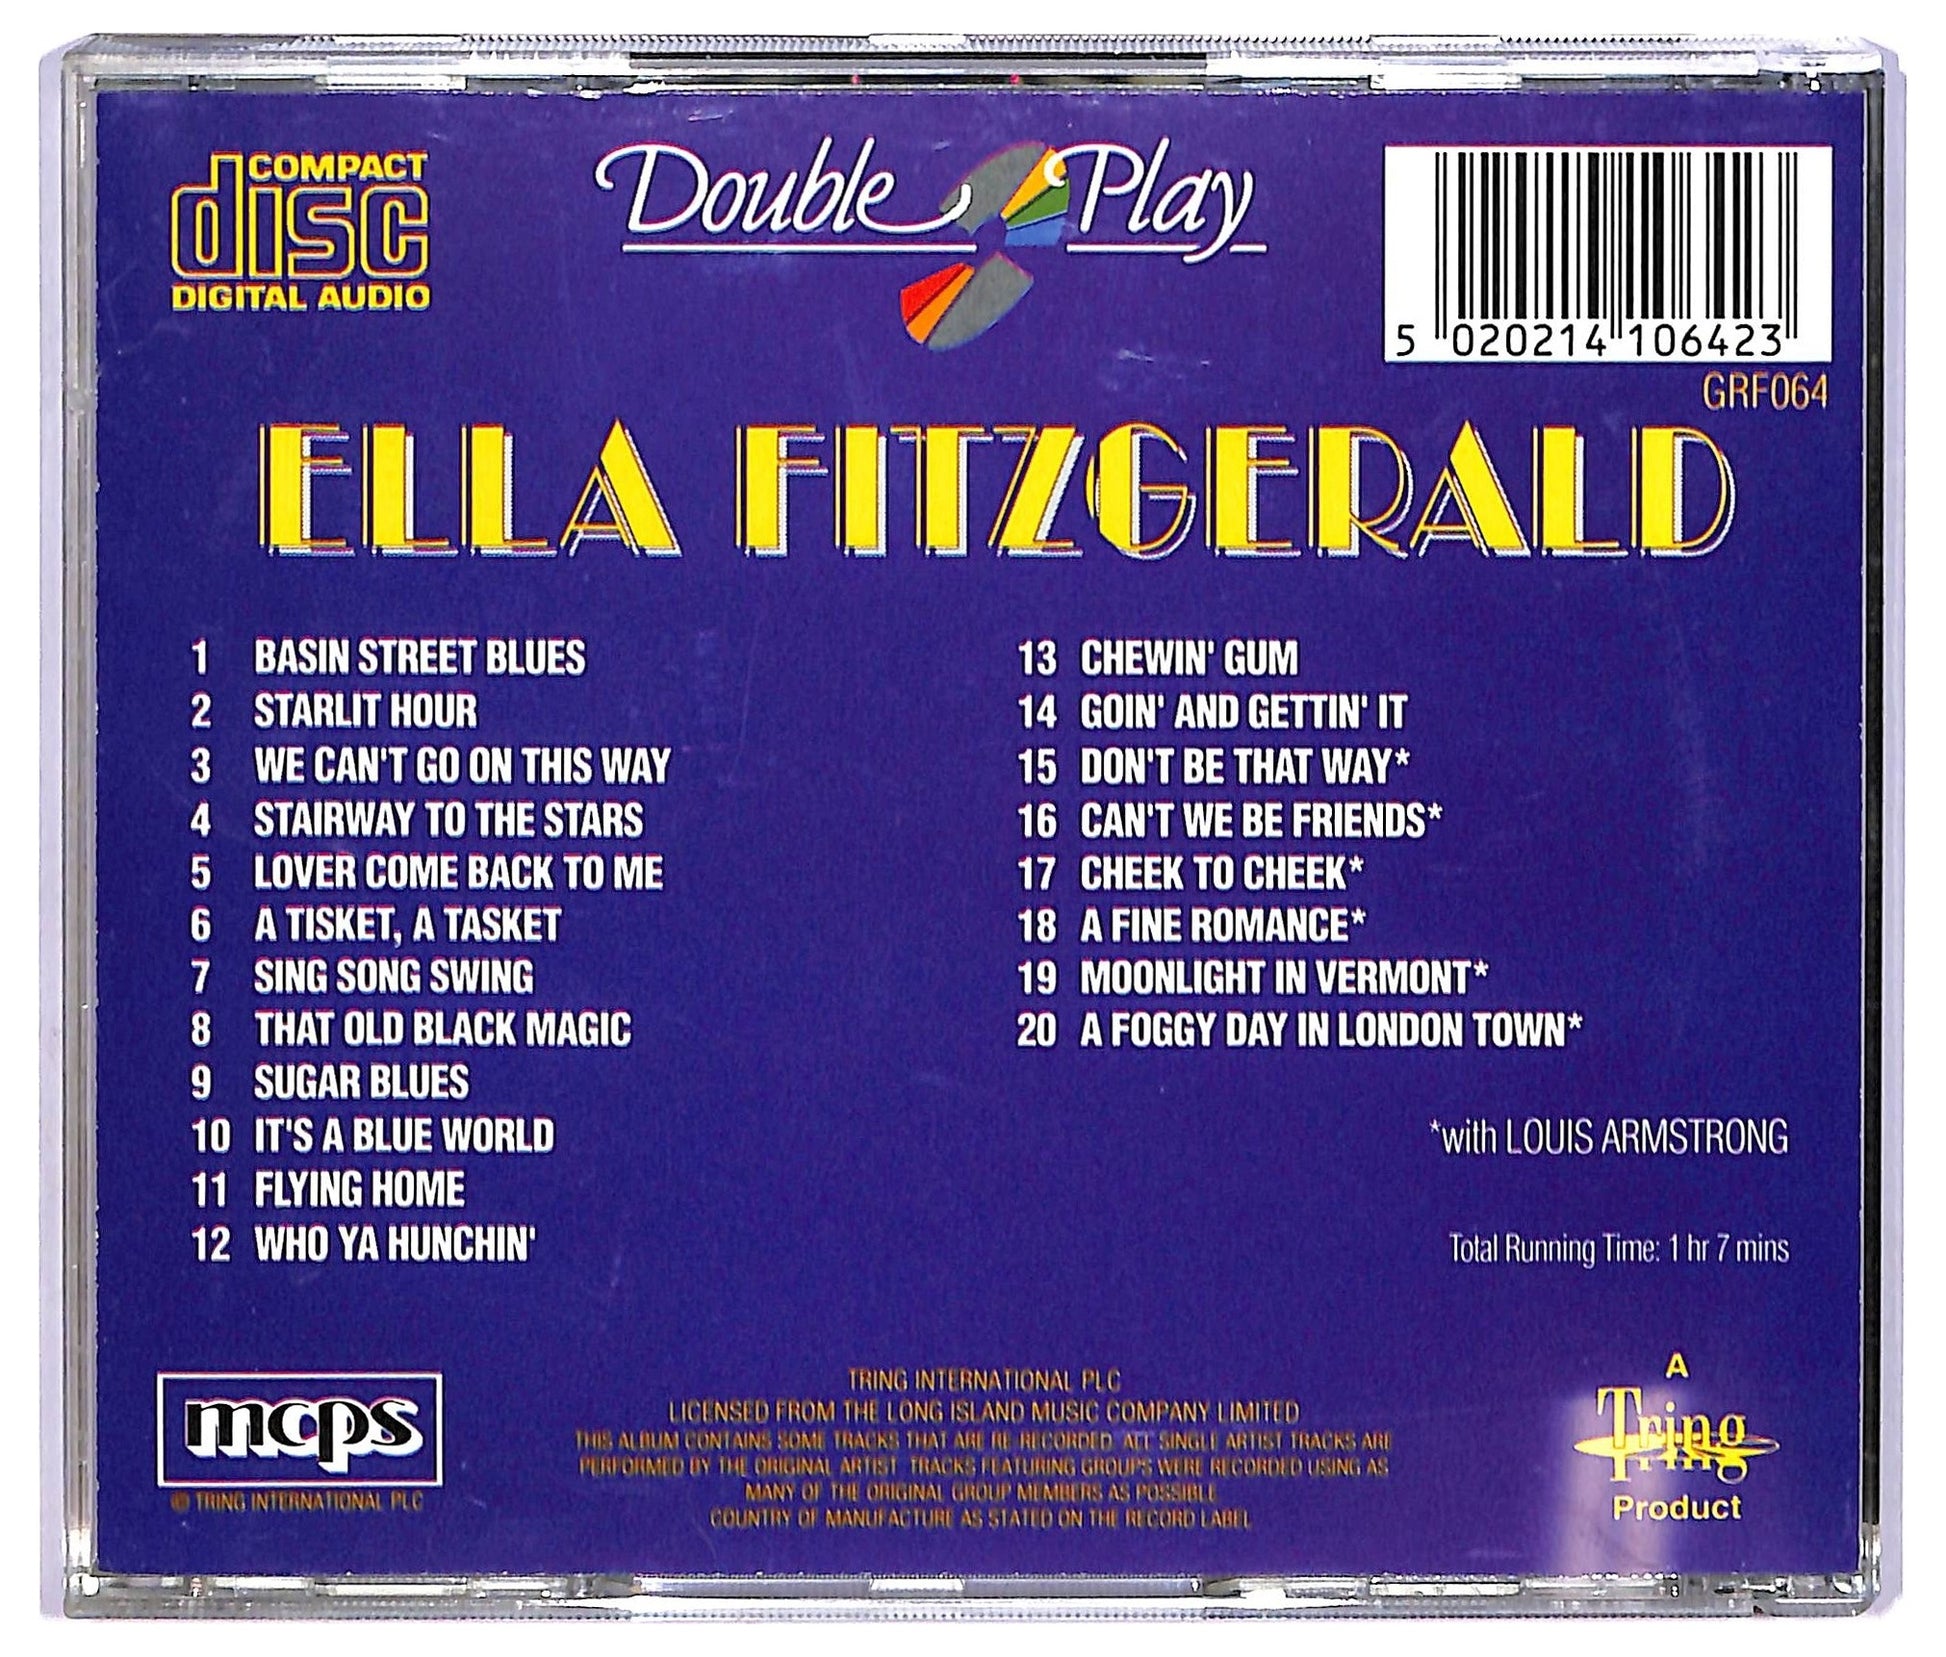 COMPACT
disc
DIGITAL AUDIO
Double Play
5 020214 106423
GRF064
ELLA FITZGERALD
1 BASIN STREET BLUES
2 STARLIT HOUR
3 WE CAN'T GO ON THIS WAY
4 STAIRWAY TO THE STARS
5 LOVER COME BACK TO ME
6 A TISKET, A TASKET
7 SING SONG SWING
8 THAT OLD BLACK MAGIC
9 SUGAR BLUES
10 IT'S A BLUE WORLD
11 FLYING HOME
12 WHO YA HUNCHIN'
13 CHEWIN' GUM
14 GOIN' AND GETTIN' IT
15 DON'T BE THAT WAY*
16 CAN'T WE BE FRIENDS*
17 CHEEK TO CHEEK*
18 A FINE ROMANCE*
19 MOONLIGHT IN VERMONT*
20 A FOGGY DAY IN LONDON TOWN*
*with LOUIS ARMSTRONG
Total Running Time: 1 hr 7 mins
mcps
© TRING INTERNATIONAL PLC
TRING INTERNATIONAL PLC
LICENSED FROM THE LONG ISLAND MUSIC COMPANY LIMITED
THIS ALBUM CONTAINS SOME TRACKS THAT ARE RE-RECORDED. ALL SINGLE ARTIST TRACKS ARE
PERFORMED BY THE ORIGINAL ARTIST. TRACKS FEATURING GROUPS WERE RECORDED USING AS
MANY OF THE ORIGINAL GROUP MEMBERS AS POSSIBLE
COUNTRY OF MANUFACTURE AS STATED ON THE RECORD LABEL
A
Tring
Product